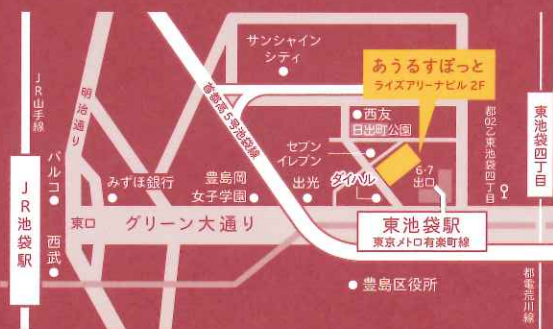 サンシャイン
シティ
あうるすぽっと
ライズアリーナビル 2F
首都高5号池袋線
西友
日出町公園
セブン
イレブン
ダイハツ
6・7
出口
都02乙東池袋四丁目
東池袋四丁目
都電荒川線
JR山手線
JR池袋駅
明治通り
パルコ
西武
みずほ銀行
豊島岡
女子学園
出光
東口
グリーン大通り
東池袋駅
東京メトロ有楽町線
豊島区役所